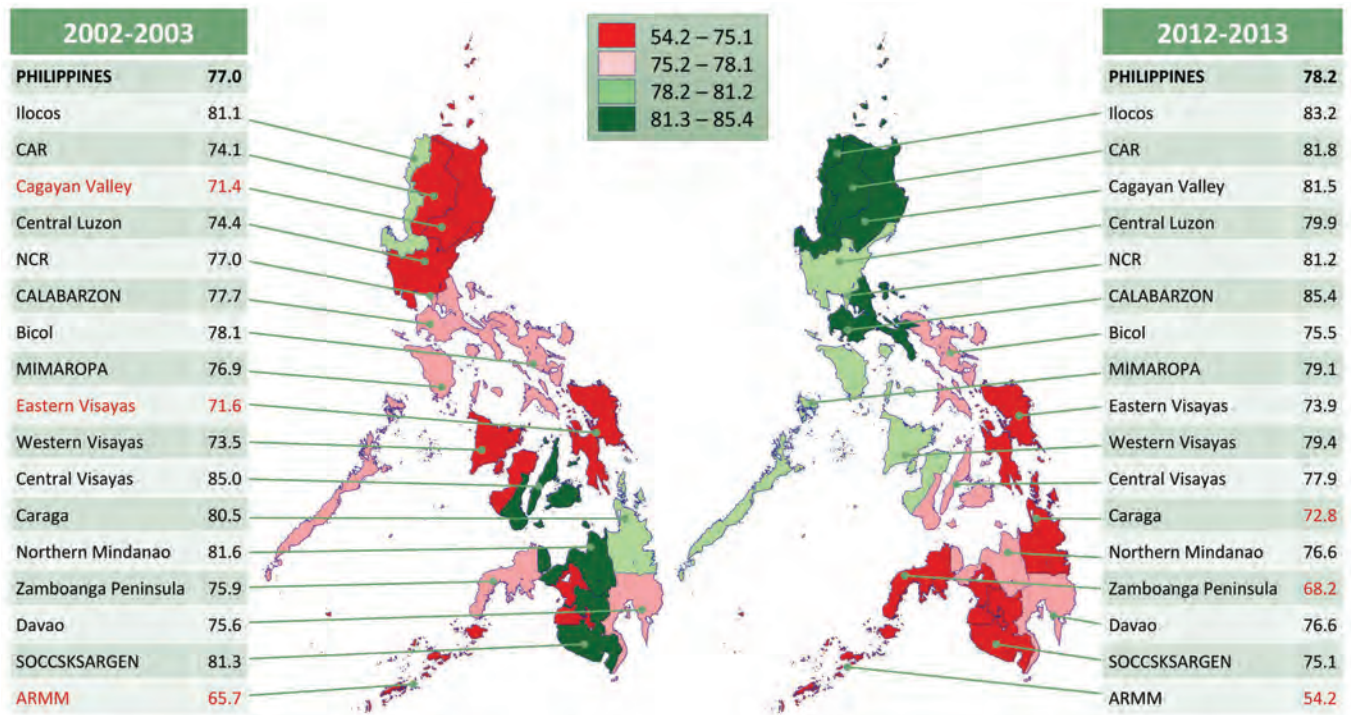 2002-2003
PHILIPPINES 77.0
Ilocos 81.1
CAR 74.1
Cagayan Valley 71.4
Central Luzon 74.4
NCR 77.0
CALABARZON 77.7
Bicol 78.1
MIMAROPA 76.9
Eastern Visayas 71.6
Western Visayas 73.5
Central Visayas 85.0
Caraga 80.5
Northern Mindanao 81.6
Zamboanga Peninsula 75.9
Davao 75.6
SOCCSKSARGEN 81.3
ARMM 65.7
54.2 – 75.1
75.2 – 78.1
78.2 – 81.2
81.3 – 85.4
2012-2013
PHILIPPINES 78.2
Ilocos 83.2
CAR 81.8
Cagayan Valley 81.5
Central Luzon 79.9
NCR 81.2
CALABARZON 85.4
Bicol 75.5
MIMAROPA 79.1
Eastern Visayas 73.9
Western Visayas 79.4
Central Visayas 77.9
Caraga 72.8
Northern Mindanao 76.6
Zamboanga Peninsula 68.2
Davao 76.6
SOCCSKSARGEN 75.1
ARMM 54.2